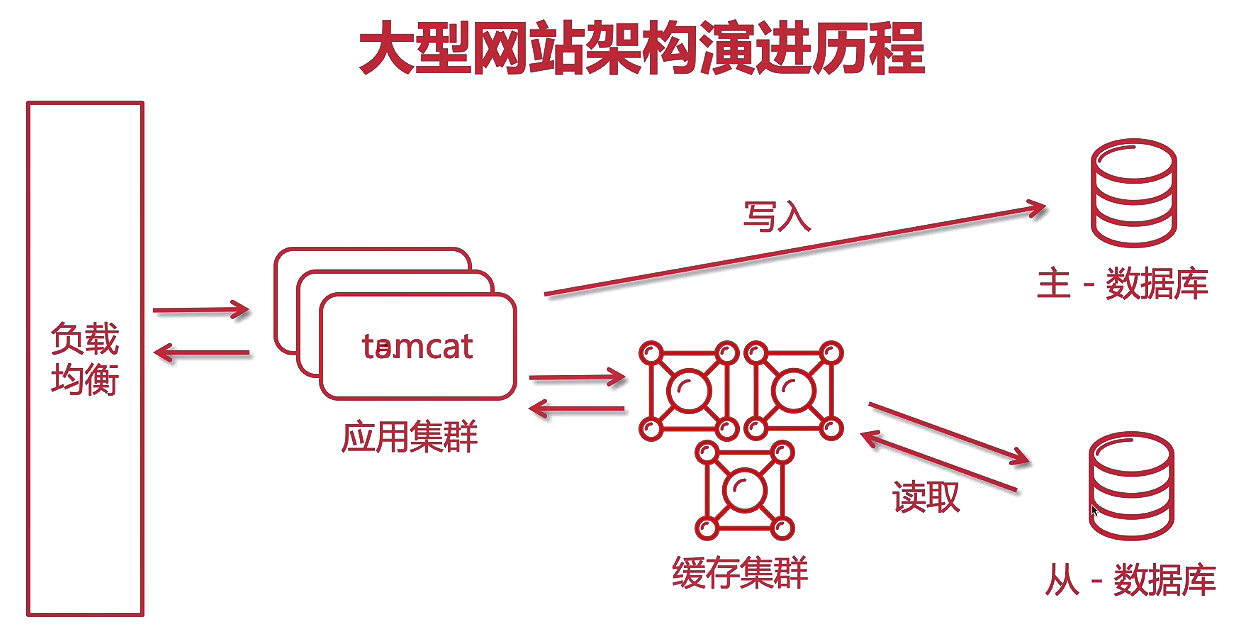 大型网站架构演进历程
负载
均衡
tamcat
应用集群
写入
主 - 数据库
缓存集群
读取
从 - 数据库